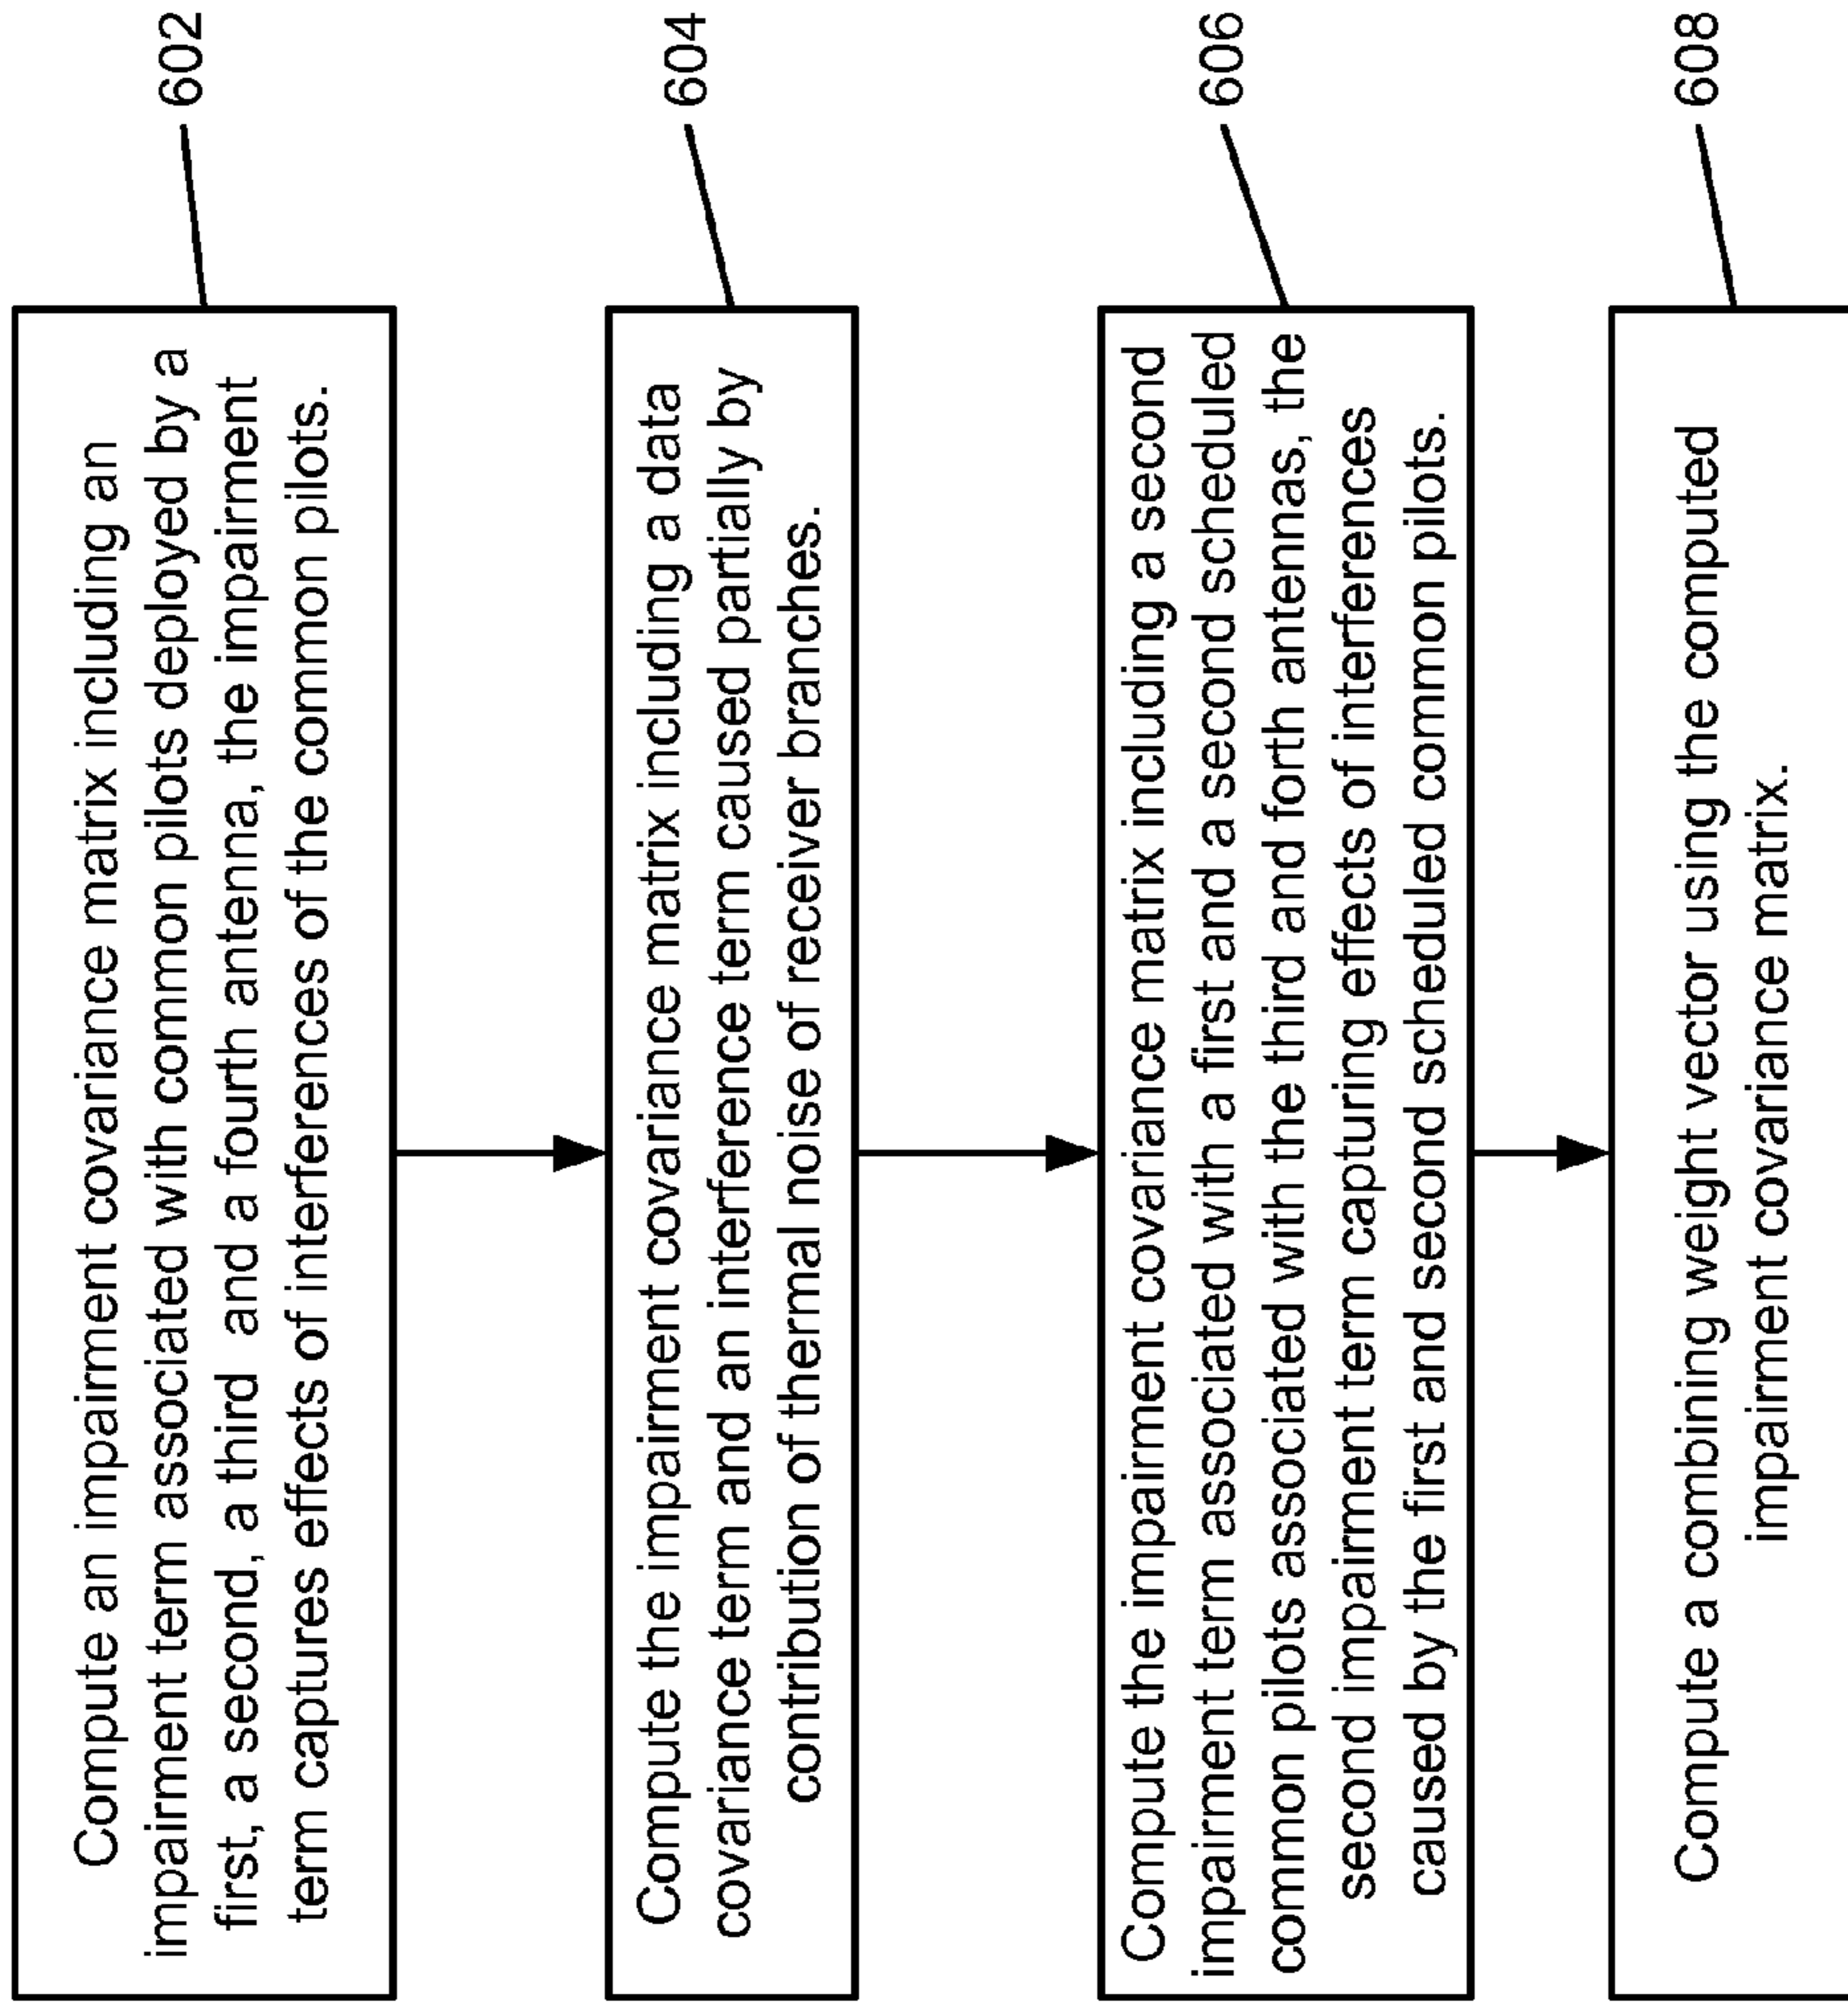 Compute an impairment covariance matrix including an
impairment term associated with common pilots deployed by a
first, a second, a third and a fourth antenna, the impairment
term captures effects of interferences of the common pilots.
602
Compute the impairment covariance matrix including a data
covariance term and an interference term caused partially by
contribution of thermal noise of receiver branches.
604
Compute the impairment covariance matrix including a second
impairment term associated with a first and a second scheduled
common pilots associated with the third and forth antennas, the
second impairment term capturing effects of interferences
caused by the first and second scheduled common pilots.
606
Compute a combining weight vector using the computed
impairment covariance matrix.
608